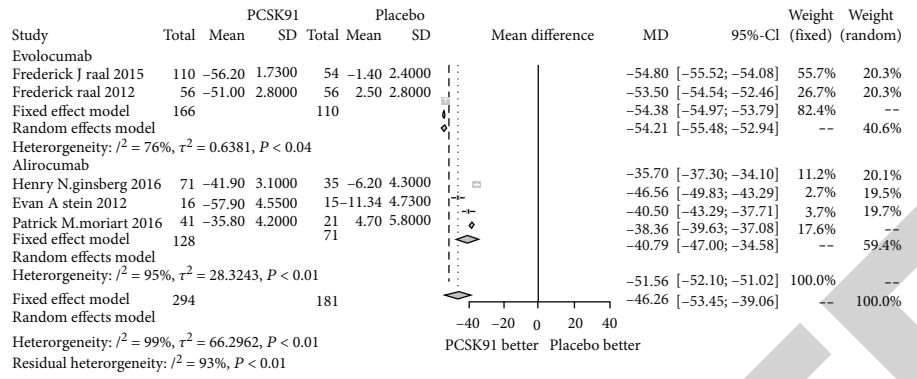 PCSK91 Placebo Weight Weight
Study Total Mean SD Total Mean SD Mean difference MD 95%-Cl (fixed) (random)
Evolocumab
Frederick J raal 2015 110 −56.20 1.7300 54 −1.40 2.4000 −54.80 [−55.52; −54.08] 55.7% 20.3%
Frederick raal 2012 56 −51.00 2.8000 56 2.50 2.8000 −53.50 [−54.54; −52.46] 26.7% 20.3%
Fixed effect model 166 110 −54.38 [−54.97; −53.79] 82.4% --
Random effects model −54.21 [−55.48; −52.94] -- 40.6%
Heterorgeneity: I² = 76%, τ² = 0.6381, P < 0.04
Alirocumab
Henry N.ginsberg 2016 71 −41.90 3.1000 35 −6.20 4.3000 −35.70 [−37.30; −34.10] 11.2% 20.1%
Evan A stein 2012 16 −57.90 4.5500 15 −11.34 4.7300 −46.56 [−49.83; −43.29] 2.7% 19.5%
Patrick M.moriart 2016 41 −35.80 4.2000 21 4.70 5.8000 −40.50 [−43.29; −37.71] 3.7% 19.7%
Fixed effect model 128 71 −38.36 [−39.63; −37.08] 17.6% --
Random effects model −40.79 [−47.00; −34.58] -- 59.4%
Heterorgeneity: I² = 95%, τ² = 28.3243, P < 0.01
Fixed effect model 294 181 −51.56 [−52.10; −51.02] 100.0% --
Random effects model −46.26 [−53.45; −39.06] -- 100.0%
−40 −20 0 20 40
Heterorgeneity: I² = 99%, τ² = 66.2962, P < 0.01
PCSK91 better Placebo better
Residual heterorgeneity: I² = 93%, P < 0.01